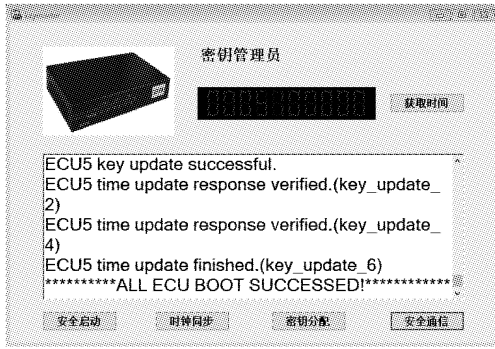 密钥管理员
获取时间
ECU5 key update successful.
ECU5 time update response verified.(key_update_
2)
ECU5 time update response verified.(key_update_
4)
ECU5 time update finished.(key_update_6)
**********ALL ECU BOOT SUCCESSED!************
安全启动 时钟同步 密钥分配 安全通信